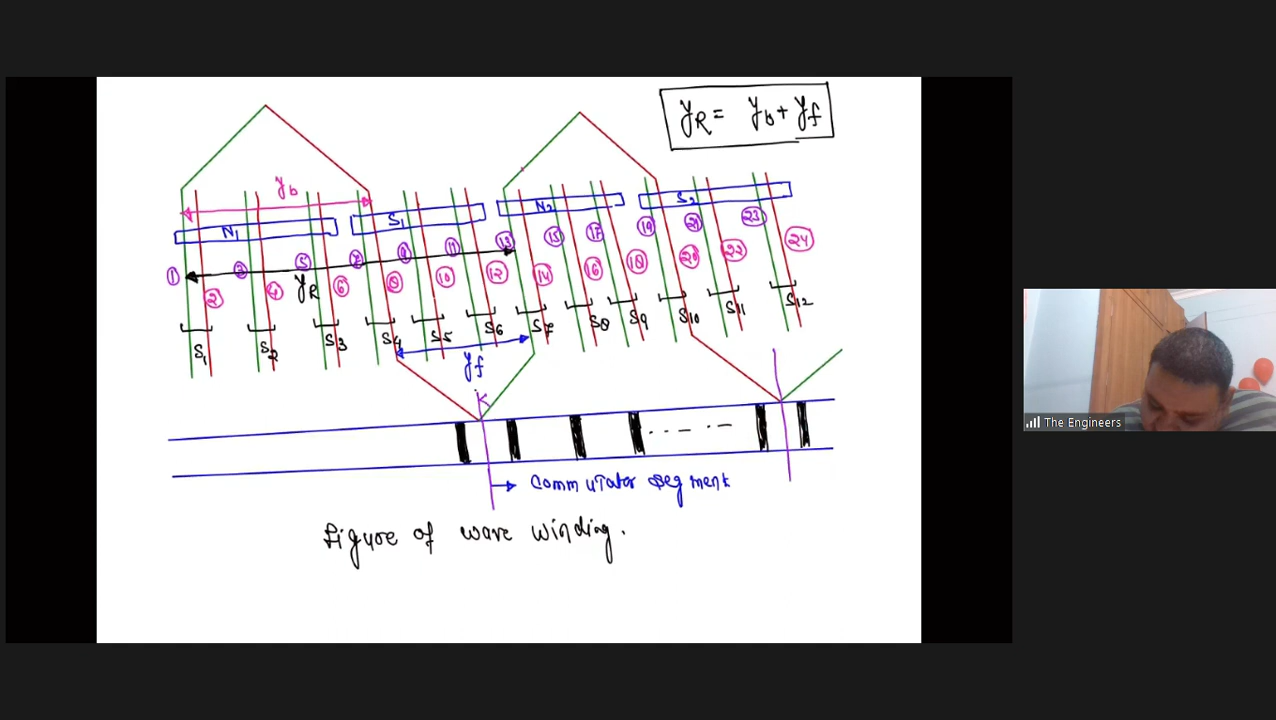 yR = yb + yf
yb
N1
S1
N2
S2
1
3
5
7
9
11
13
15
17
19
21
23
yR
2
4
6
8
10
12
14
16
18
20
22
24
S1
S2
S3
S4
S5
S6
S7
S8
S9
S10
S11
S12
yf
K
Commutator Segment
Figure of wave winding.
The Engineers